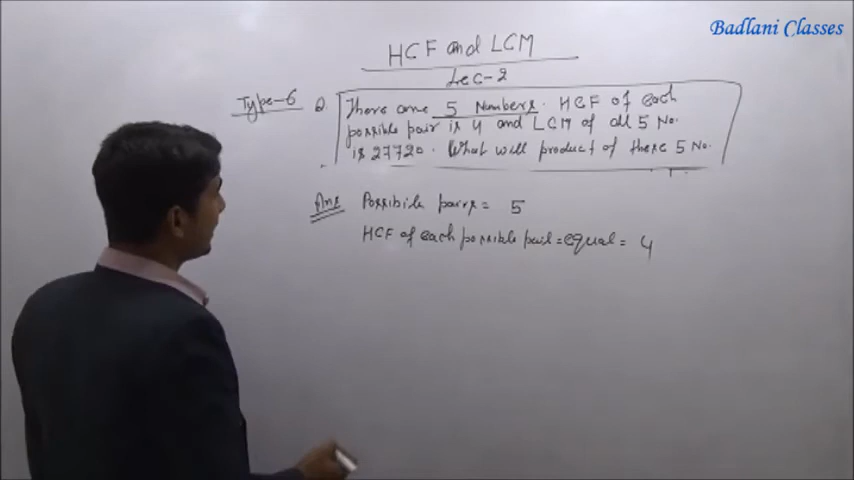 Badlani Classes
HCF and LCM
Lec-2
Type-6 Q. There are 5 Numbers. HCF of each
possible pair is 4 and LCM of all 5 No.
is 27720. What will product of these 5 No.
Ans Possibile pairs = 5
HCF of each possible pair = equal = 4